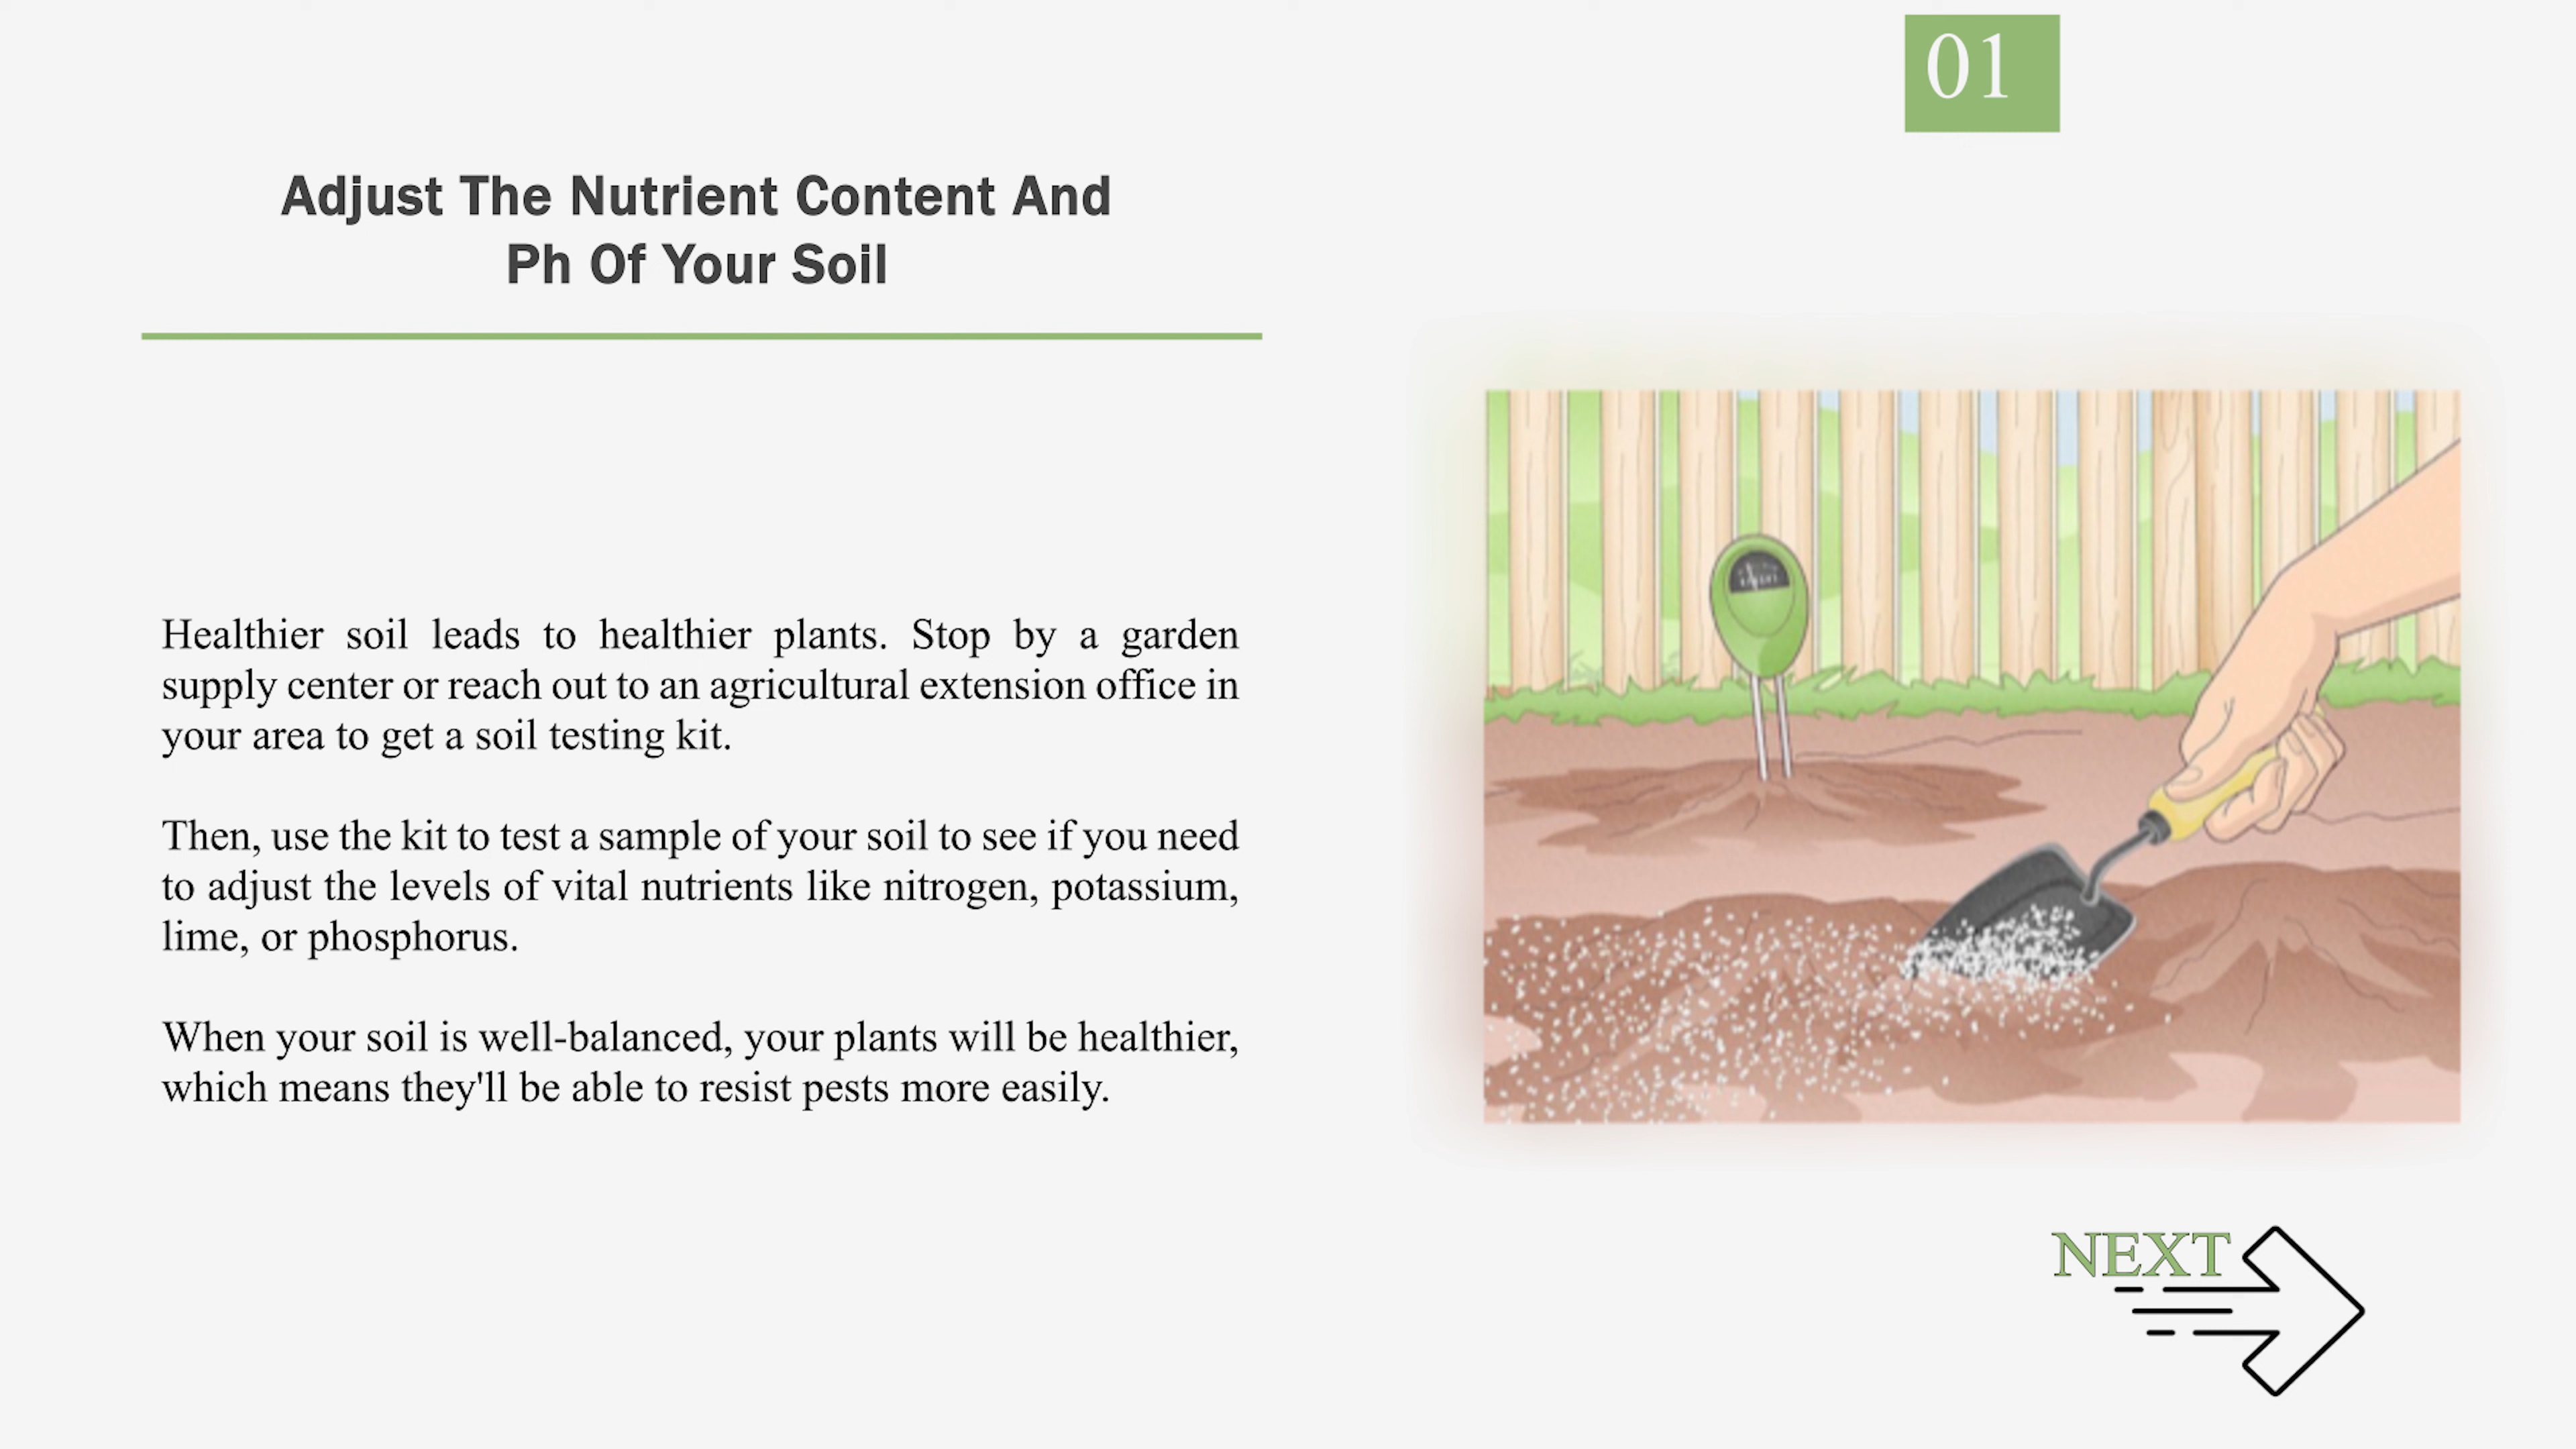 01
Adjust The Nutrient Content And
Ph Of Your Soil
Healthier soil leads to healthier plants. Stop by a garden
supply center or reach out to an agricultural extension office in
your area to get a soil testing kit.
Then, use the kit to test a sample of your soil to see if you need
to adjust the levels of vital nutrients like nitrogen, potassium,
lime, or phosphorus.
When your soil is well-balanced, your plants will be healthier,
which means they'll be able to resist pests more easily.
NEXT